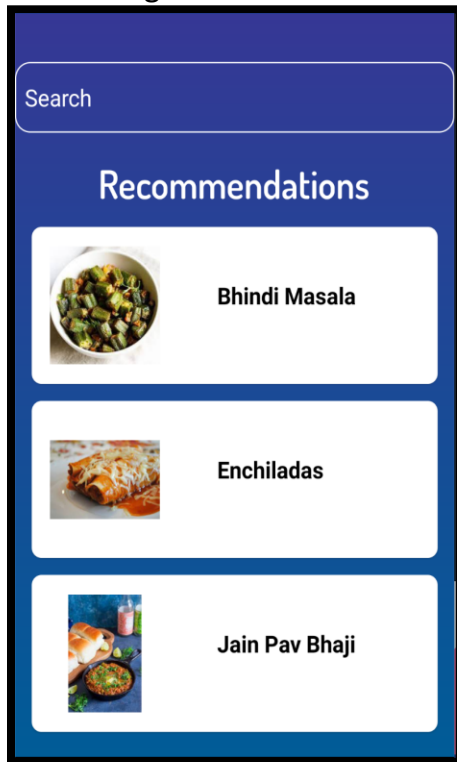 Search
Recommendations
Bhindi Masala
Enchiladas
Jain Pav Bhaji